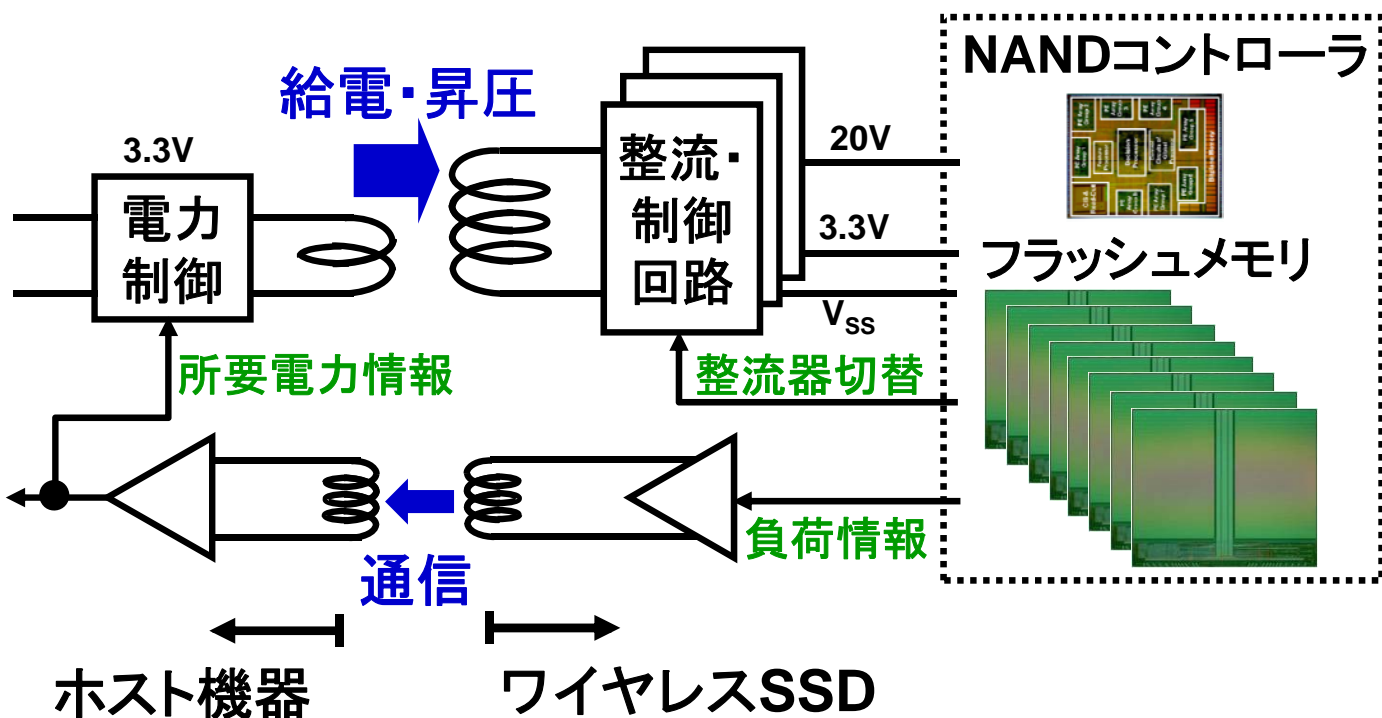 NANDコントローラ
給電・昇圧
3.3V
電力
制御
整流・
制御
回路
20V
3.3V
V_SS
フラッシュメモリ
所要電力情報
整流器切替
負荷情報
通信
ホスト機器
ワイヤレスSSD